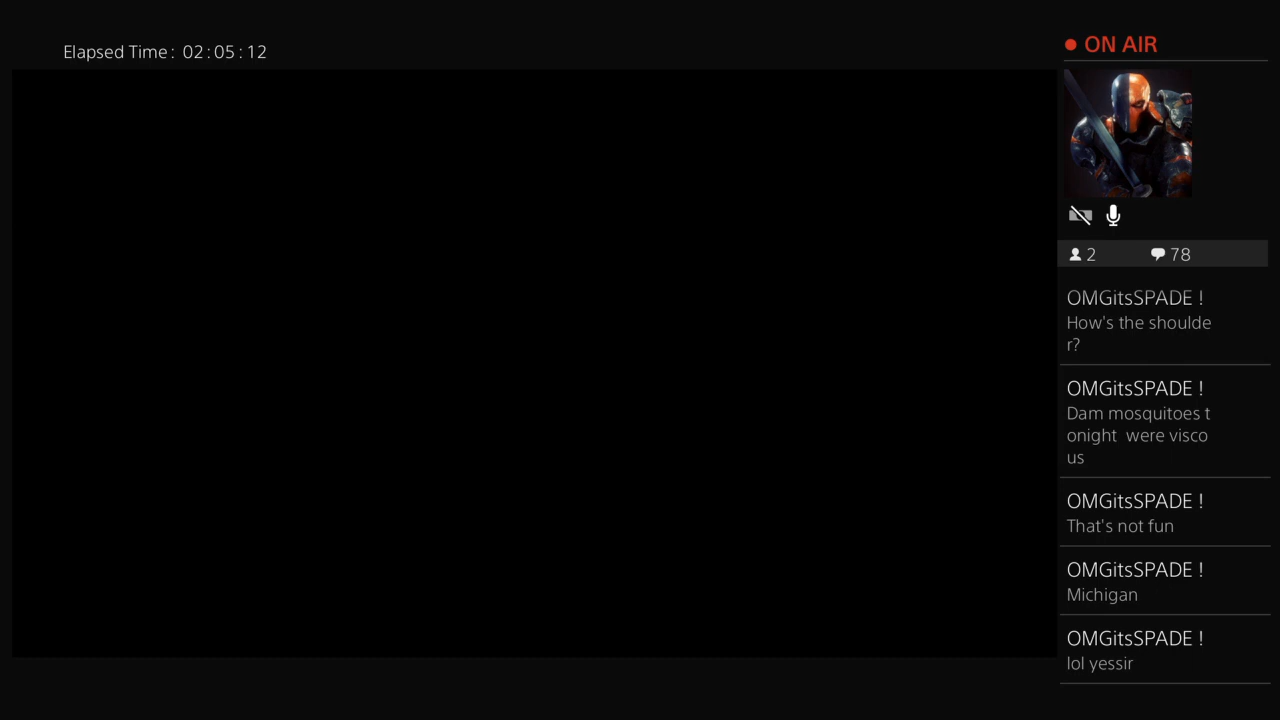 Elapsed Time: 02:05:12
ON AIR
2
78
OMGitsSPADE !
How's the shoulde
r?
OMGitsSPADE !
Dam mosquitoes t
onight  were visco
us
OMGitsSPADE !
That's not fun
OMGitsSPADE !
Michigan
OMGitsSPADE !
lol yessir